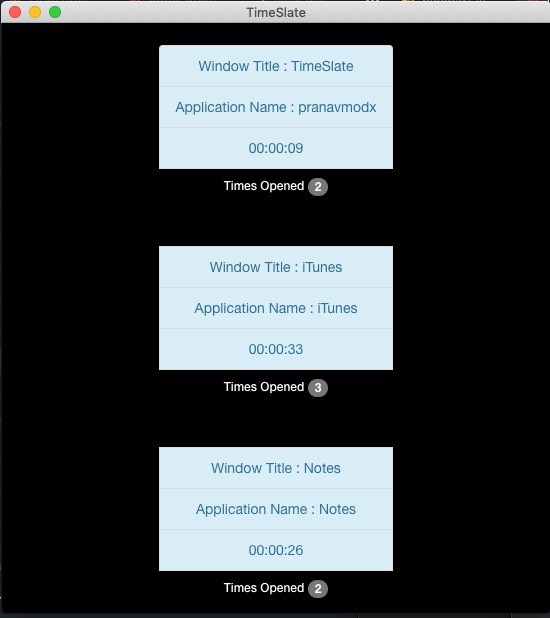 TimeSlate
Window Title : TimeSlate
Application Name : pranavmodx
00:00:09
Times Opened 2
Window Title : iTunes
Application Name : iTunes
00:00:33
Times Opened 3
Window Title : Notes
Application Name : Notes
00:00:26
Times Opened 2